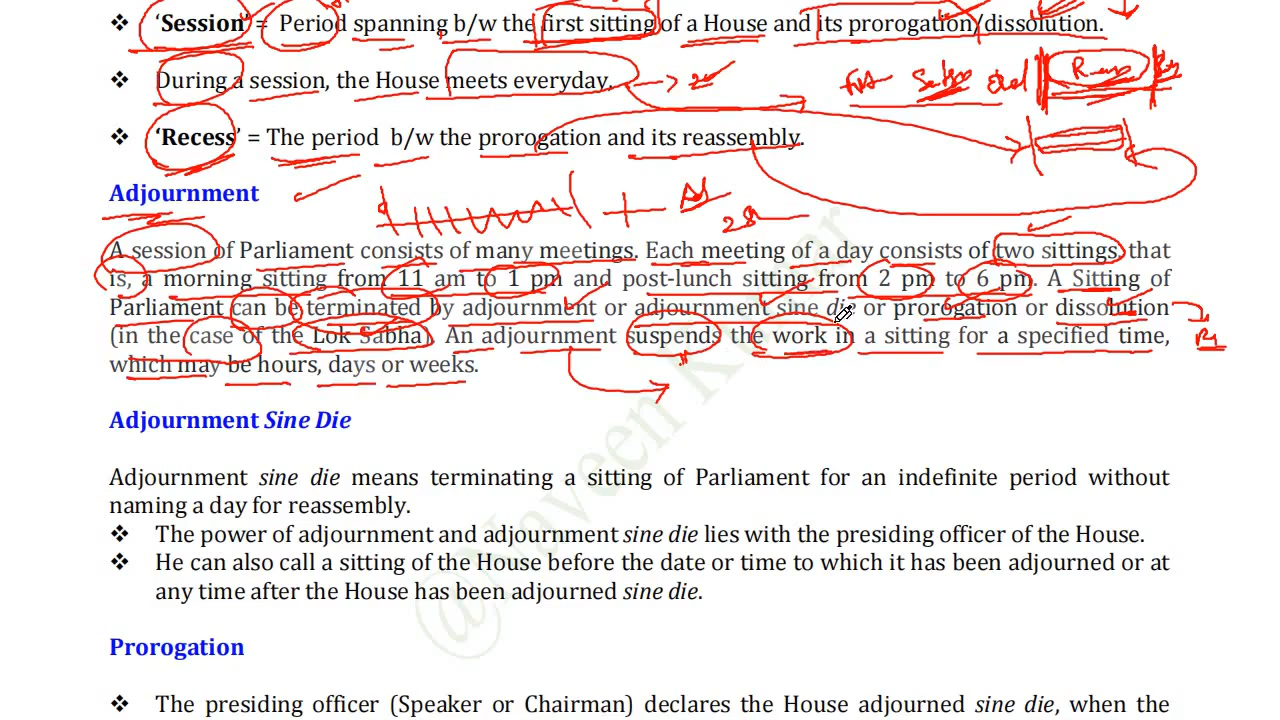 ❖ ‘Session’ = Period spanning b/w the first sitting of a House and its prorogation/dissolution.
❖ During a session, the House meets everyday.
❖ ‘Recess’ = The period b/w the prorogation and its reassembly.
Adjournment
A session of Parliament consists of many meetings. Each meeting of a day consists of two sittings, that
is, a morning sitting from 11 am to 1 pm and post-lunch sitting from 2 pm to 6 pm. A Sitting of
Parliament can be terminated by adjournment or adjournment sine die or prorogation or dissolution
(in the case of the Lok Sabha). An adjournment suspends the work in a sitting for a specified time,
which may be hours, days or weeks.
Adjournment Sine Die
Adjournment sine die means terminating a sitting of Parliament for an indefinite period without
naming a day for reassembly.
❖ The power of adjournment and adjournment sine die lies with the presiding officer of the House.
❖ He can also call a sitting of the House before the date or time to which it has been adjourned or at
any time after the House has been adjourned sine die.
Prorogation
❖ The presiding officer (Speaker or Chairman) declares the House adjourned sine die, when the
@Naveen Kumar